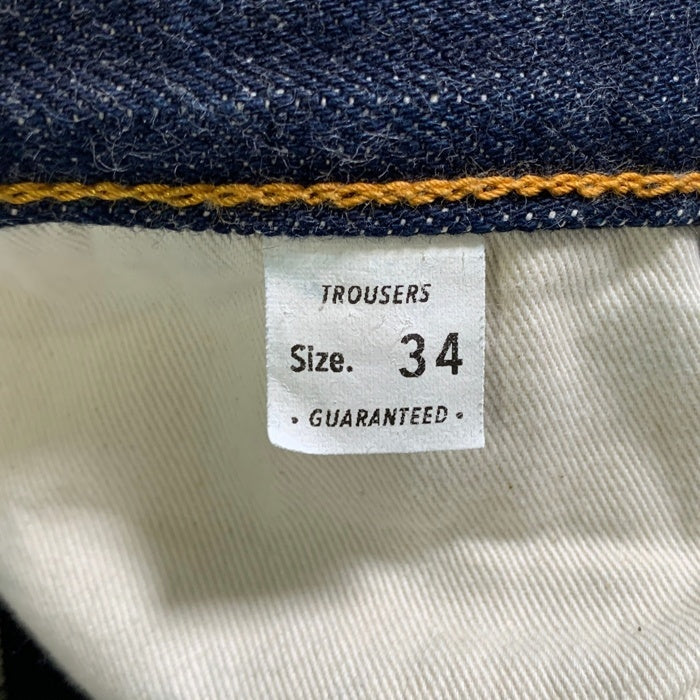 TROUSERS
Size. 34
• GUARANTEED •